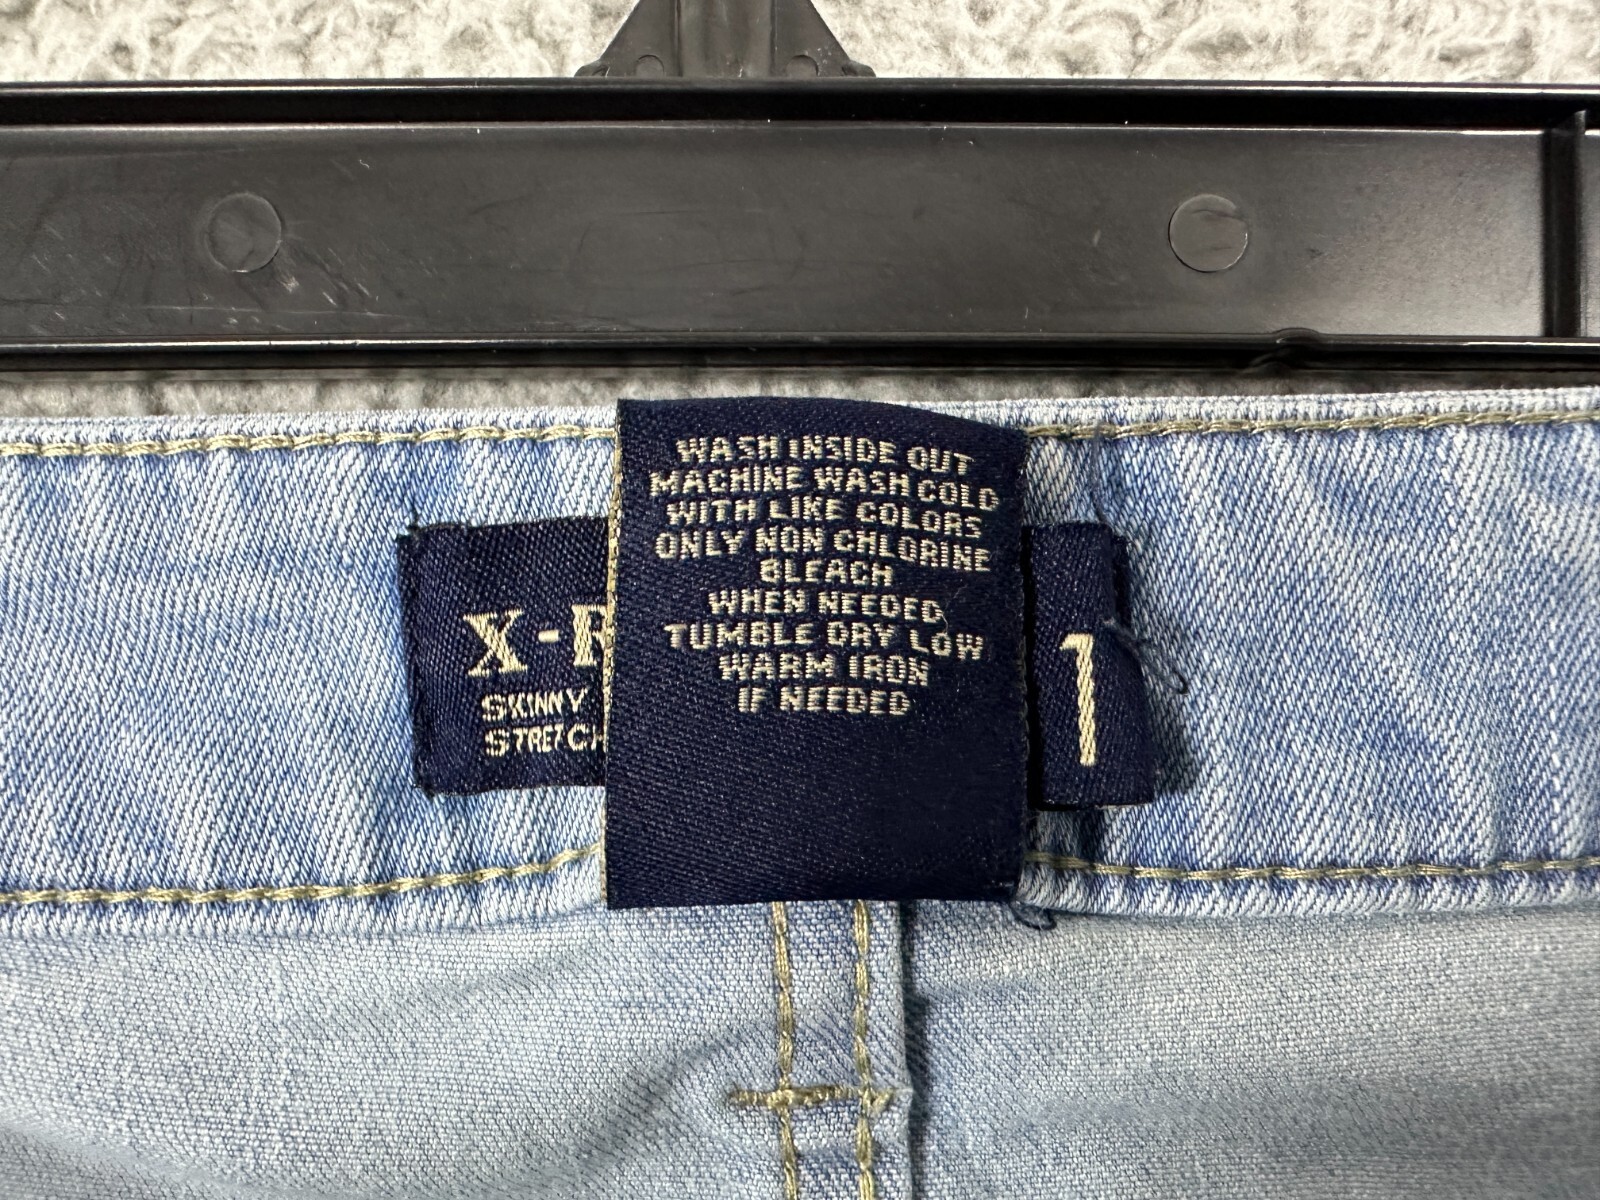 WASH INSIDE OUT
MACHINE WASH COLD
WITH LIKE COLORS
ONLY NON CHLORINE
BLEACH
WHEN NEEDED
TUMBLE DRY LOW
WARM IRON
IF NEEDED
X-R
SKINNY
STRETCH
1